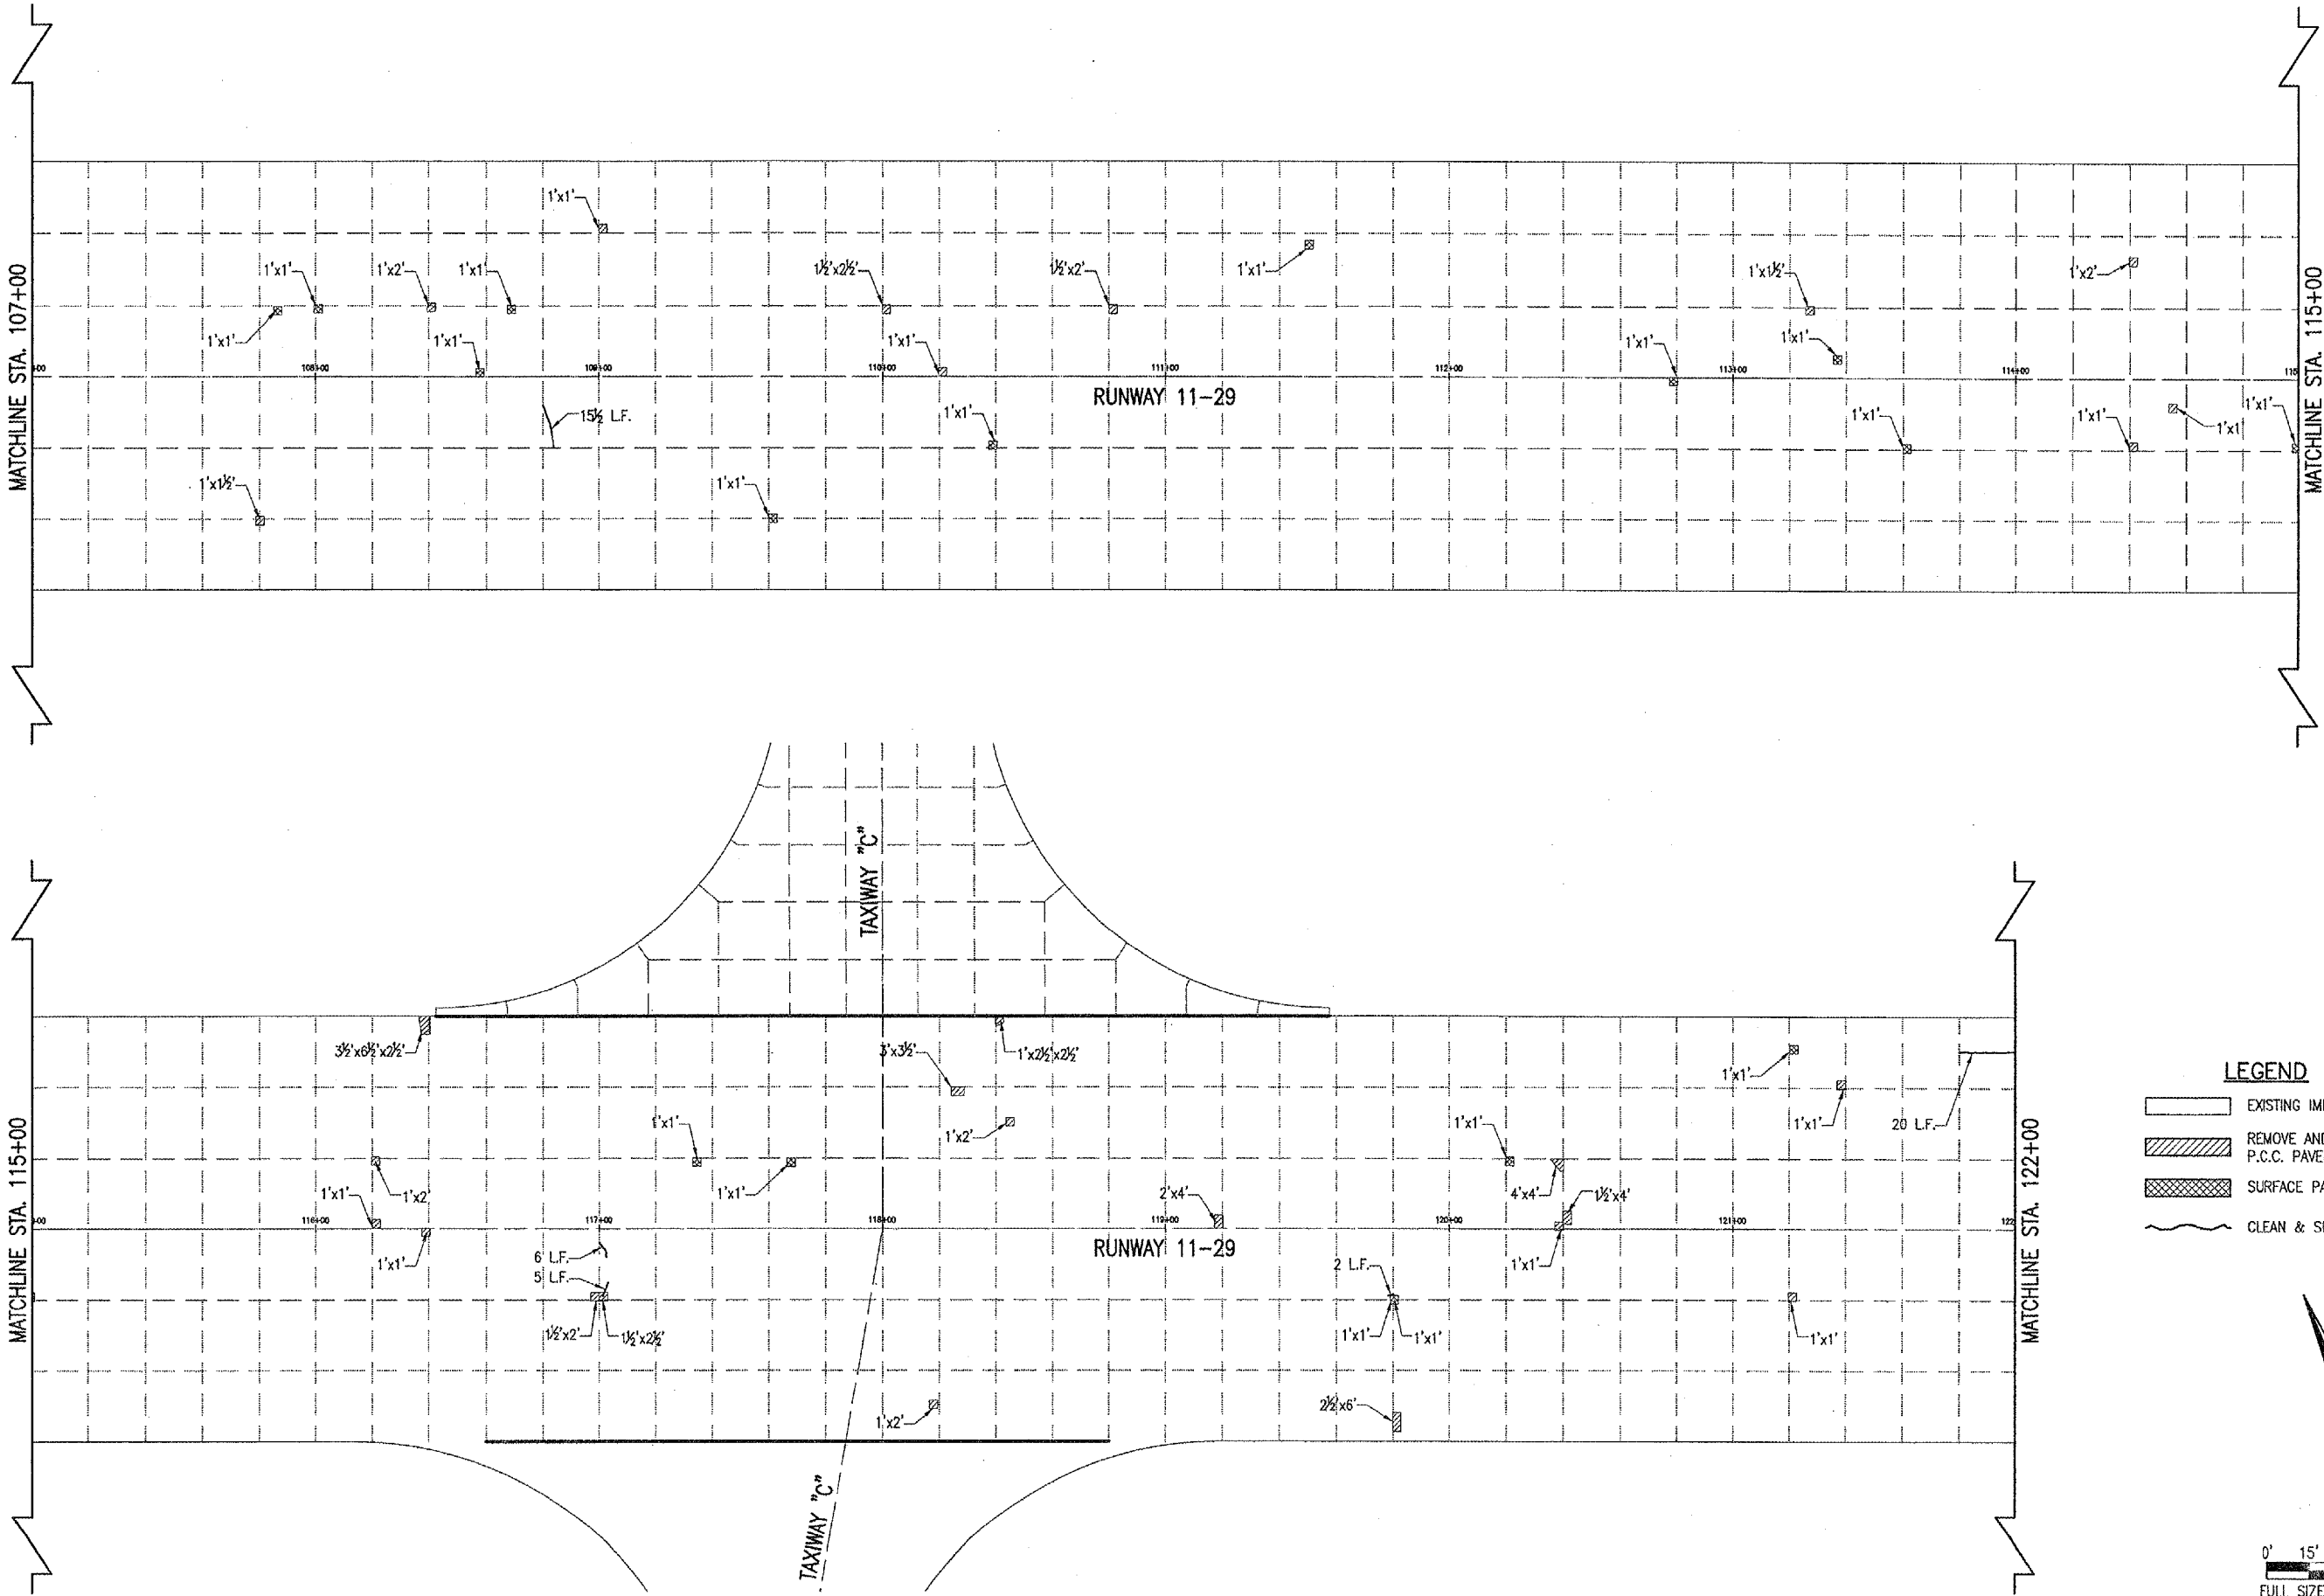 1'x1'
1'x1'
1'x2'
1'x1'
1½'x2½'
1½'x2'
1'x1'
1'x1½'
1'x2'
1'x1'
1'x1'
1'x1'
1'x1'
1'x1'
MATCHLINE STA. 107+00
MATCHLINE STA. 115+00
108+00
109+00
110+00
111+00
112+00
113+00
114+00
RUNWAY 11-29
15½ L.F.
1'x1'
1'x1'
1'x1'
1'x1
1'x1'
1'x1½'
1'x1'
TAXIWAY "C"
3½'x6½'x2½'
3'x3½'
1'x2½'x2½'
1'x1'
1'x1'
20 L.F.
1'x1'
1'x2'
1'x1'
1'x1'
1'x2'
1'x1'
2'x4'
4'x4'
1½'x4'
MATCHLINE STA. 115+00
MATCHLINE STA. 122+00
116+00
117+00
118+00
119+00
120+00
121+00
122
RUNWAY 11-29
1'x1'
6 L.F.
5 L.F.
2 L.F.
1'x1'
1½'x2'
1½'x2½'
1'x1'
1'x1'
1'x1'
1'x2'
2½'x6'
TAXIWAY "C"
LEGEND
EXISTING IM
REMOVE AND
P.C.C. PAVE
SURFACE PA
CLEAN & S
0' 15'
FULL SIZE